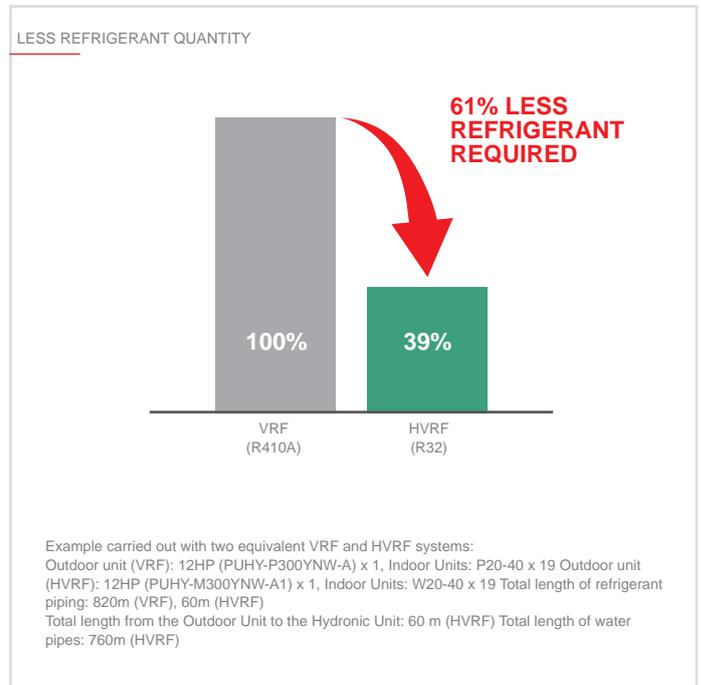 LESS REFRIGERANT QUANTITY
61% LESS
REFRIGERANT
REQUIRED
100%
39%
VRF
(R410A)
HVRF
(R32)
Example carried out with two equivalent VRF and HVRF systems:
Outdoor unit (VRF): 12HP (PUHY-P300YNW-A) x 1, Indoor Units: P20-40 x 19 Outdoor unit
(HVRF): 12HP (PUHY-M300YNW-A1) x 1, Indoor Units: W20-40 x 19 Total length of refrigerant
piping: 820m (VRF), 60m (HVRF)
Total length from the Outdoor Unit to the Hydronic Unit: 60 m (HVRF) Total length of water
pipes: 760m (HVRF)